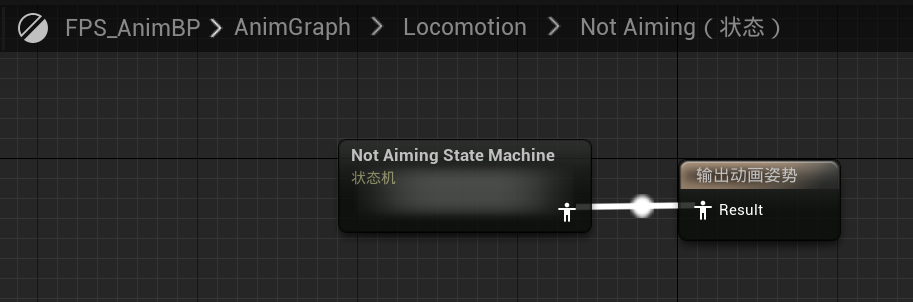 FPS_AnimBP > AnimGraph > Locomotion > Not Aiming ( 状态 )
Not Aiming State Machine
状态机
输出动画姿势
Result